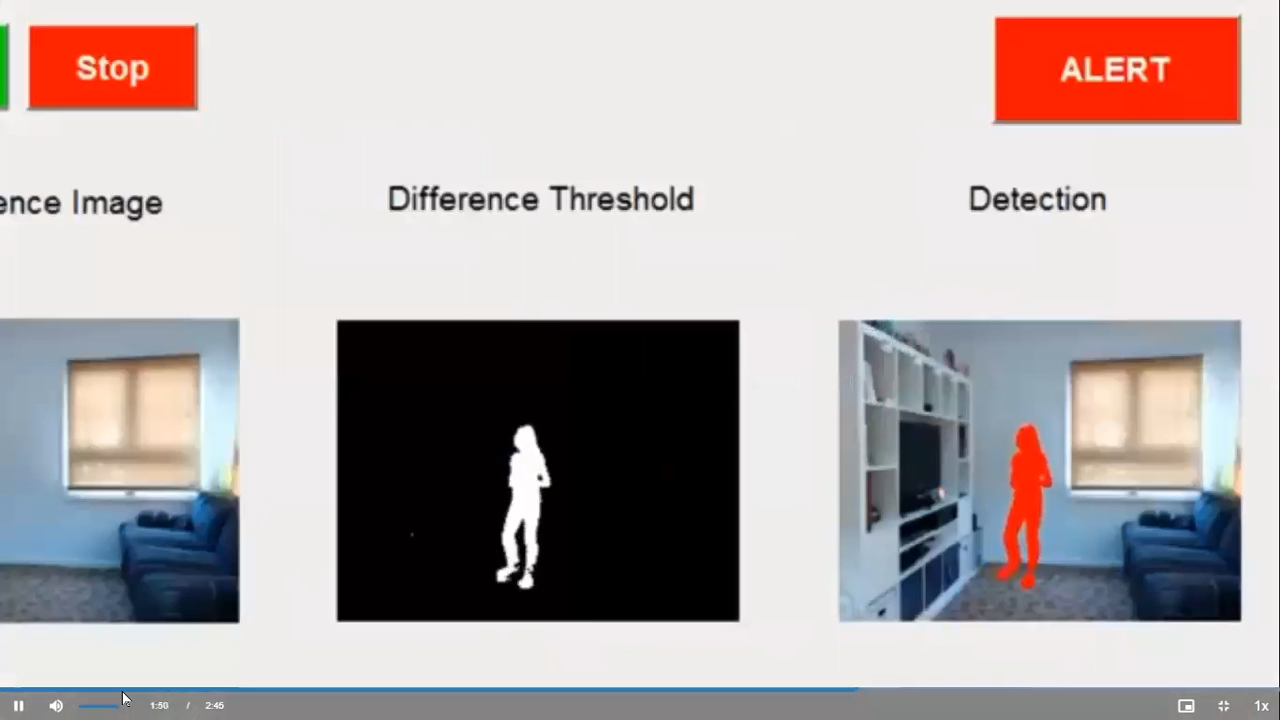 Stop
ALERT
ence Image
Difference Threshold
Detection
1:50 / 2:45
1x